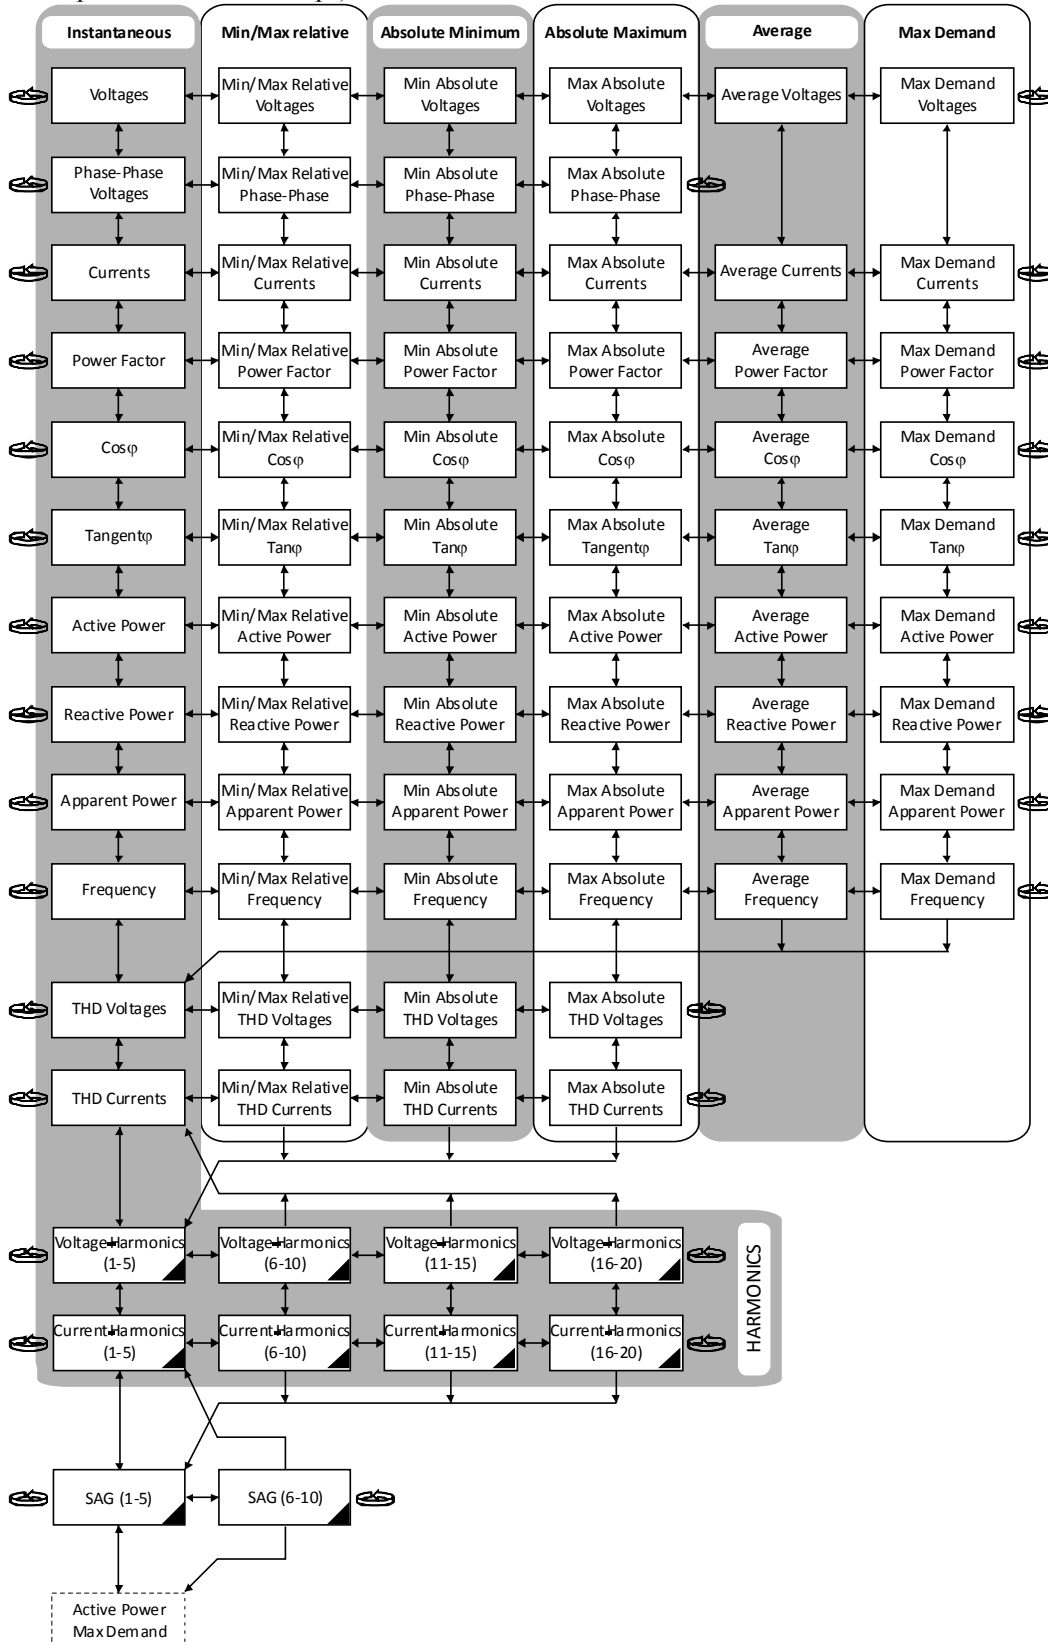 Instantaneous
Min/Max relative
Absolute Minimum
Absolute Maximum
Average
Max Demand
Voltages
Min/Max Relative
Voltages
Min Absolute
Voltages
Max Absolute
Voltages
Average Voltages
Max Demand
Voltages
Phase-Phase
Voltages
Min/Max Relative
Phase-Phase
Min Absolute
Phase-Phase
Max Absolute
Phase-Phase
Currents
Min/Max Relative
Currents
Min Absolute
Currents
Max Absolute
Currents
Average Currents
Max Demand
Currents
Power Factor
Min/Max Relative
Power Factor
Min Absolute
Power Factor
Max Absolute
Power Factor
Average
Power Factor
Max Demand
Power Factor
Cosφ
Min/Max Relative
Cosφ
Min Absolute
Cosφ
Max Absolute
Cosφ
Average
Cosφ
Max Demand
Cosφ
Tangentφ
Min/Max Relative
Tanφ
Min Absolute
Tanφ
Max Absolute
Tangentφ
Average
Tanφ
Max Demand
Tanφ
Active Power
Min/Max Relative
Active Power
Min Absolute
Active Power
Max Absolute
Active Power
Average
Active Power
Max Demand
Active Power
Reactive Power
Min/Max Relative
Reactive Power
Min Absolute
Reactive Power
Max Absolute
Reactive Power
Average
Reactive Power
Max Demand
Reactive Power
Apparent Power
Min/Max Relative
Apparent Power
Min Absolute
Apparent Power
Max Absolute
Apparent Power
Average
Apparent Power
Max Demand
Apparent Power
Frequency
Min/Max Relative
Frequency
Min Absolute
Frequency
Max Absolute
Frequency
Average
Frequency
Max Demand
Frequency
THD Voltages
Min/Max Relative
THD Voltages
Min Absolute
THD Voltages
Max Absolute
THD Voltages
THD Currents
Min/Max Relative
THD Currents
Min Absolute
THD Currents
Max Absolute
THD Currents
Voltage-Harmonics
(1-5)
Voltage-Harmonics
(6-10)
Voltage-Harmonics
(11-15)
Voltage-Harmonics
(16-20)
HARMONICS
Current-Harmonics
(1-5)
Current-Harmonics
(6-10)
Current-Harmonics
(11-15)
Current-Harmonics
(16-20)
SAG (1-5)
SAG (6-10)
Active Power
Max Demand